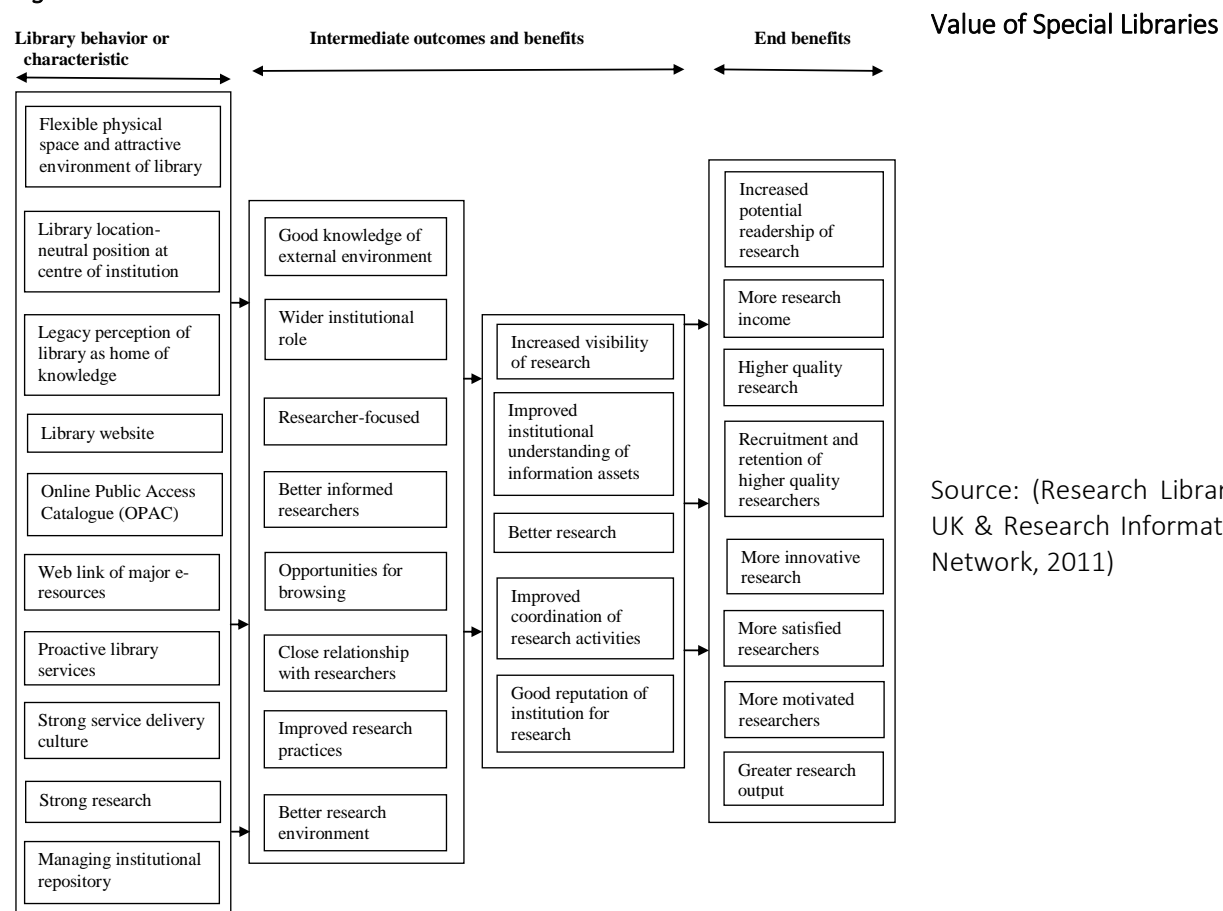 Value of Special Libraries
Library behavior or
characteristic
Intermediate outcomes and benefits
End benefits
Flexible physical
space and attractive
environment of library
Library location-
neutral position at
centre of institution
Legacy perception of
library as home of
knowledge
Library website
Online Public Access
Catalogue (OPAC)
Web link of major e-
resources
Proactive library
services
Strong service delivery
culture
Strong research
Managing institutional
repository
Good knowledge of
external environment
Wider institutional
role
Researcher-focused
Better informed
researchers
Opportunities for
browsing
Close relationship
with researchers
Improved research
practices
Better research
environment
Increased visibility
of research
Improved
institutional
understanding of
information assets
Better research
Improved
coordination of
research activities
Good reputation of
institution for
research
Increased
potential
readership of
research
More research
income
Higher quality
research
Recruitment and
retention of
higher quality
researchers
More innovative
research
More satisfied
researchers
More motivated
researchers
Greater research
output
Source: (Research
UK & Research
Network, 2011)